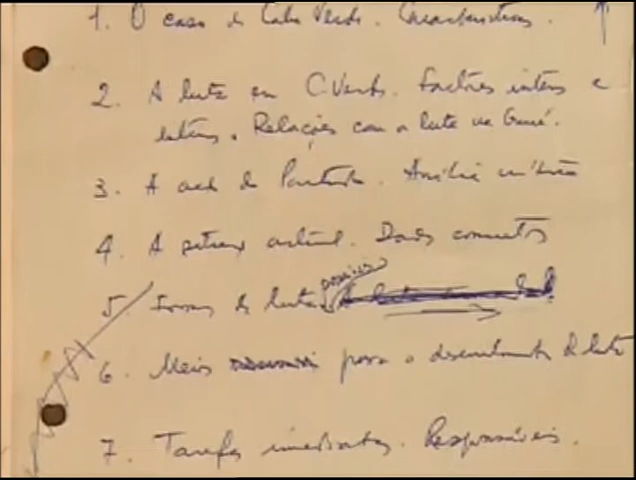 1. O caso de Cabo Verde. Características.
2. A luta em C. Verde. Factores internos e
externos. Relações com a luta na Guiné.
3. A acção do Partido.
4. A situação actual. Dados concretos
5. Formas de luta possíveis
6. Meios necessários para o desenvolvimento da luta
7. Tarefas imediatas. Responsáveis.